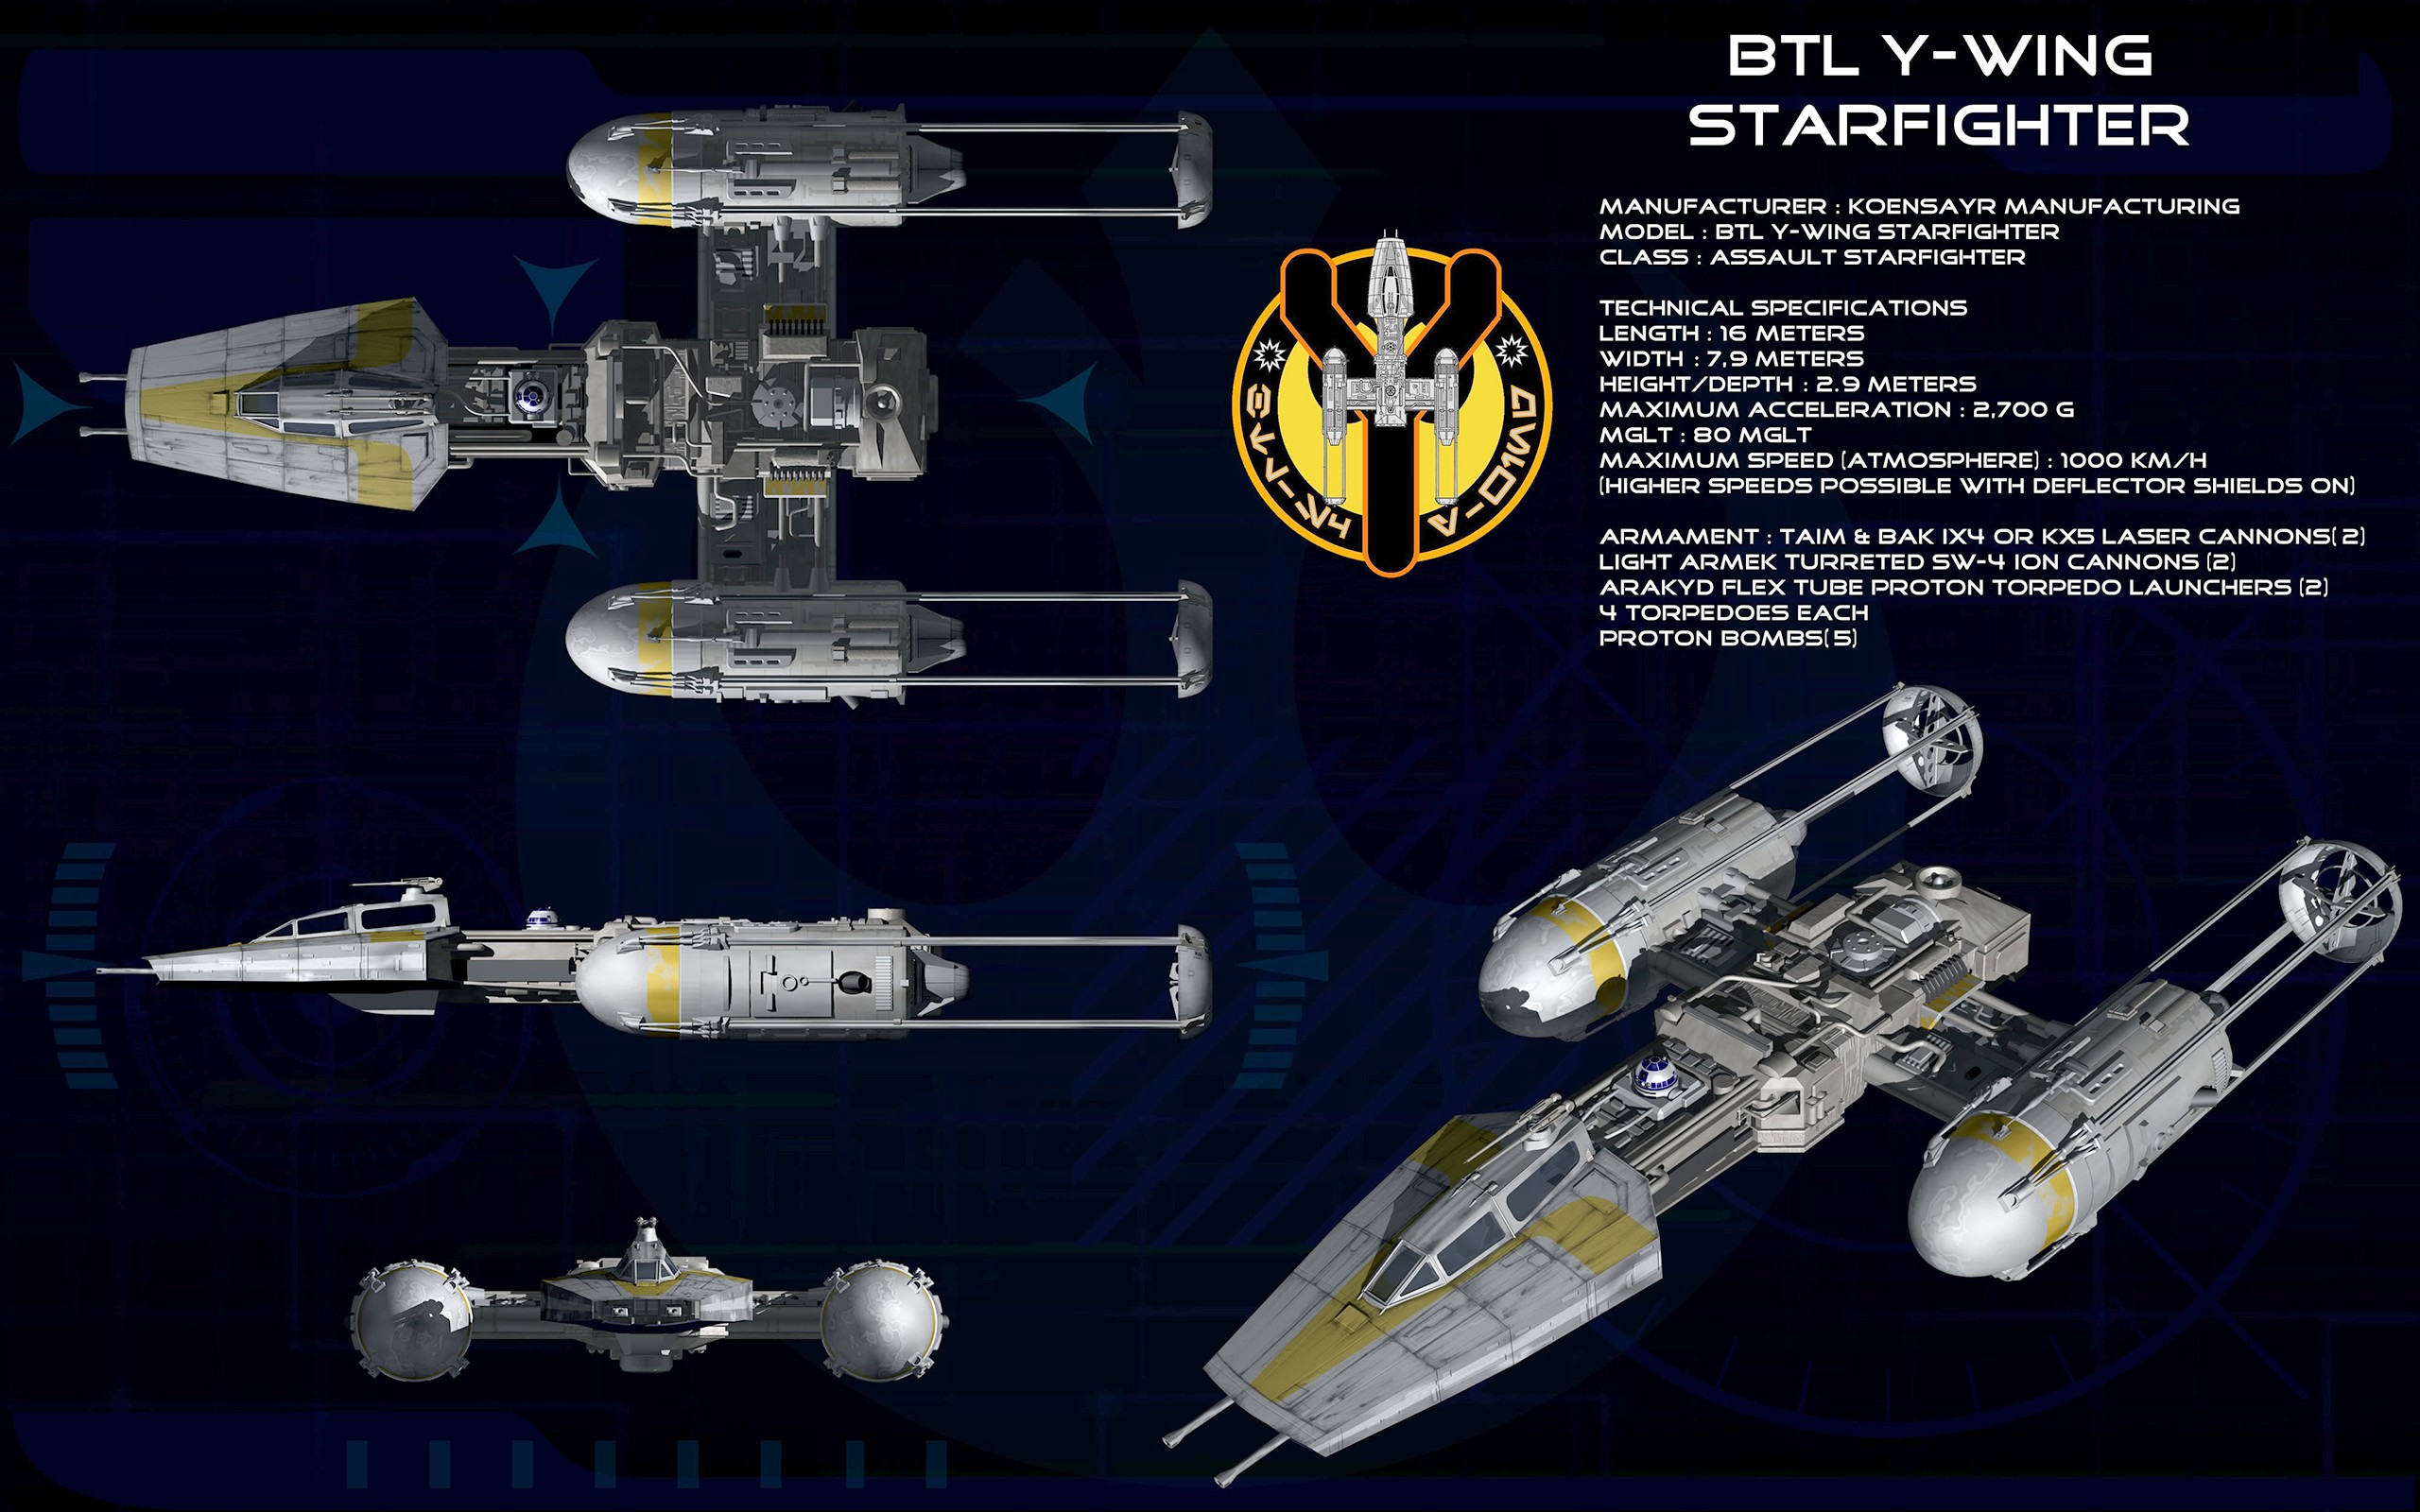 BTL Y-WING
STARFIGHTER
MANUFACTURER : KOENSAYR MANUFACTURING
MODEL : BTL Y-WING STARFIGHTER
CLASS : ASSAULT STARFIGHTER
TECHNICAL SPECIFICATIONS
LENGTH : 16 METERS
WIDTH : 7,9 METERS
HEIGHT/DEPTH : 2.9 METERS
MAXIMUM ACCELERATION : 2,700 G
MGLT : 80 MGLT
MAXIMUM SPEED (ATMOSPHERE) : 1000 KM/H
(HIGHER SPEEDS POSSIBLE WITH DEFLECTOR SHIELDS ON)
ARMAMENT : TAIM & BAK IX4 OR KX5 LASER CANNONS(2)
LIGHT ARMEK TURRETED SW-4 ION CANNONS (2)
ARAKYD FLEX TUBE PROTON TORPEDO LAUNCHERS (2)
4 TORPEDOES EACH
PROTON BOMBS(5)